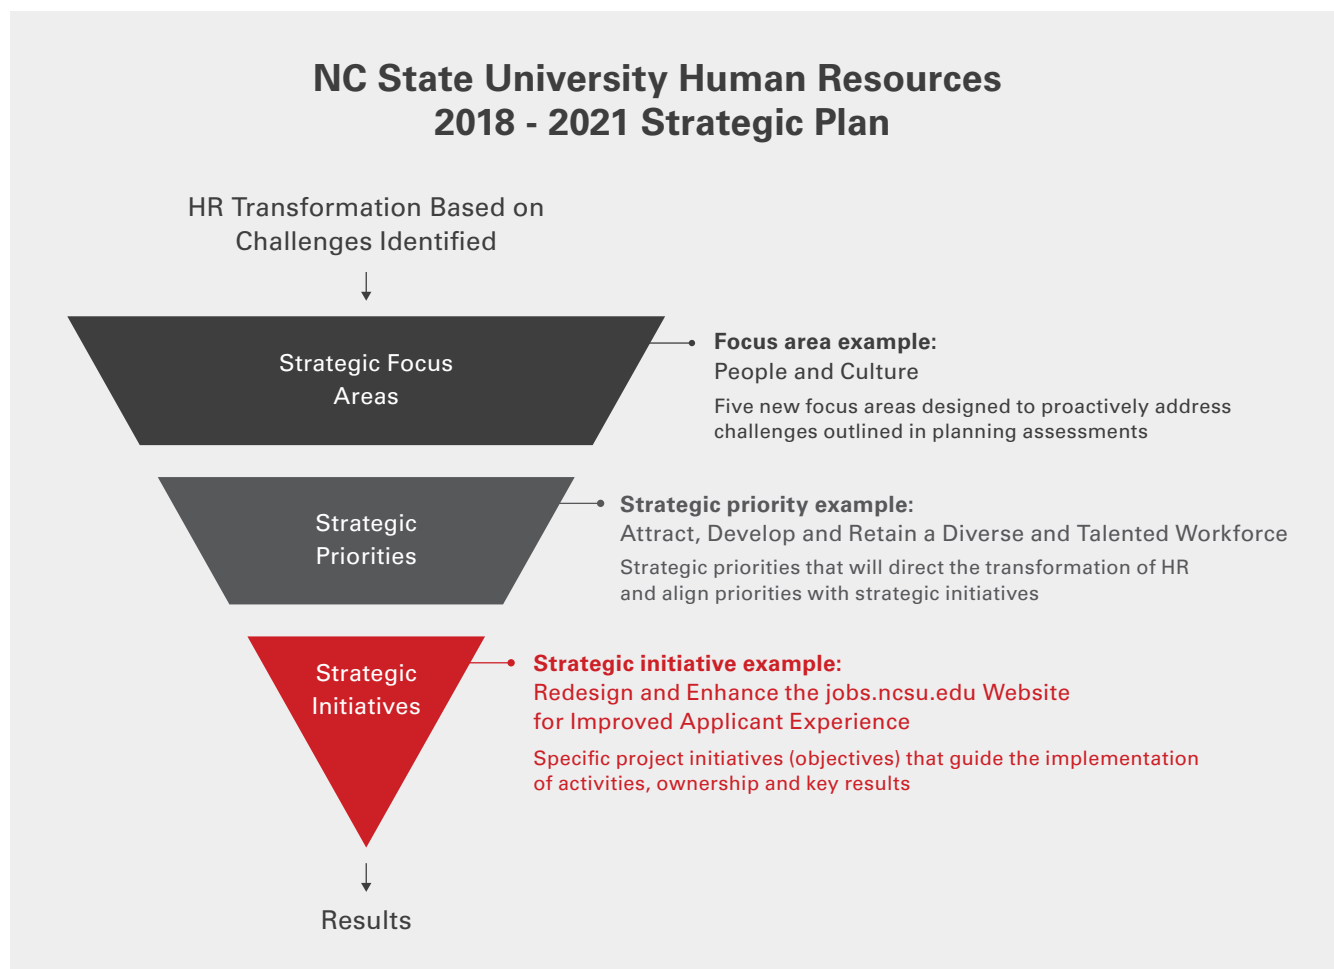 NC State University Human Resources
2018 - 2021 Strategic Plan
HR Transformation Based on
Challenges Identified
Strategic Focus
Areas
Focus area example:
People and Culture
Five new focus areas designed to proactively address
challenges outlined in planning assessments
Strategic
Priorities
Strategic priority example:
Attract, Develop and Retain a Diverse and Talented Workforce
Strategic priorities that will direct the transformation of HR
and align priorities with strategic initiatives
Strategic
Initiatives
Strategic initiative example:
Redesign and Enhance the jobs.ncsu.edu Website
for Improved Applicant Experience
Specific project initiatives (objectives) that guide the implementation
of activities, ownership and key results
Results